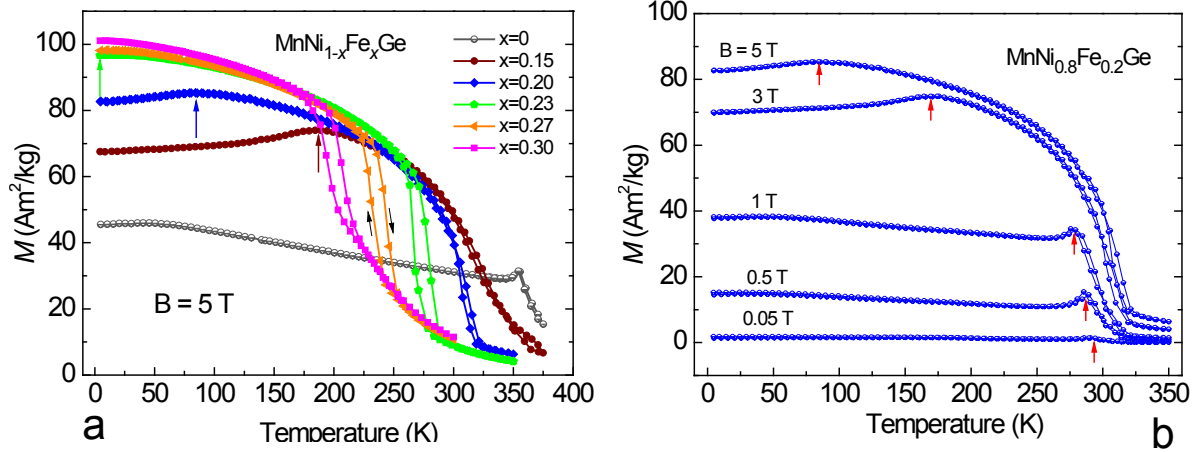 MnNi1-xFexGe
x=0
x=0.15
x=0.20
x=0.23
x=0.27
x=0.30
B = 5 T
M (Am²/kg)
0
20
40
60
80
100
0 50 100 150 200 250 300 350 400
Temperature (K)
a
B = 5 T
MnNi0.8Fe0.2Ge
3 T
1 T
0.5 T
0.05 T
M (Am²/kg)
100
80
60
40
20
0
0 50 100 150 200 250 300 350
Temperature (K)
b